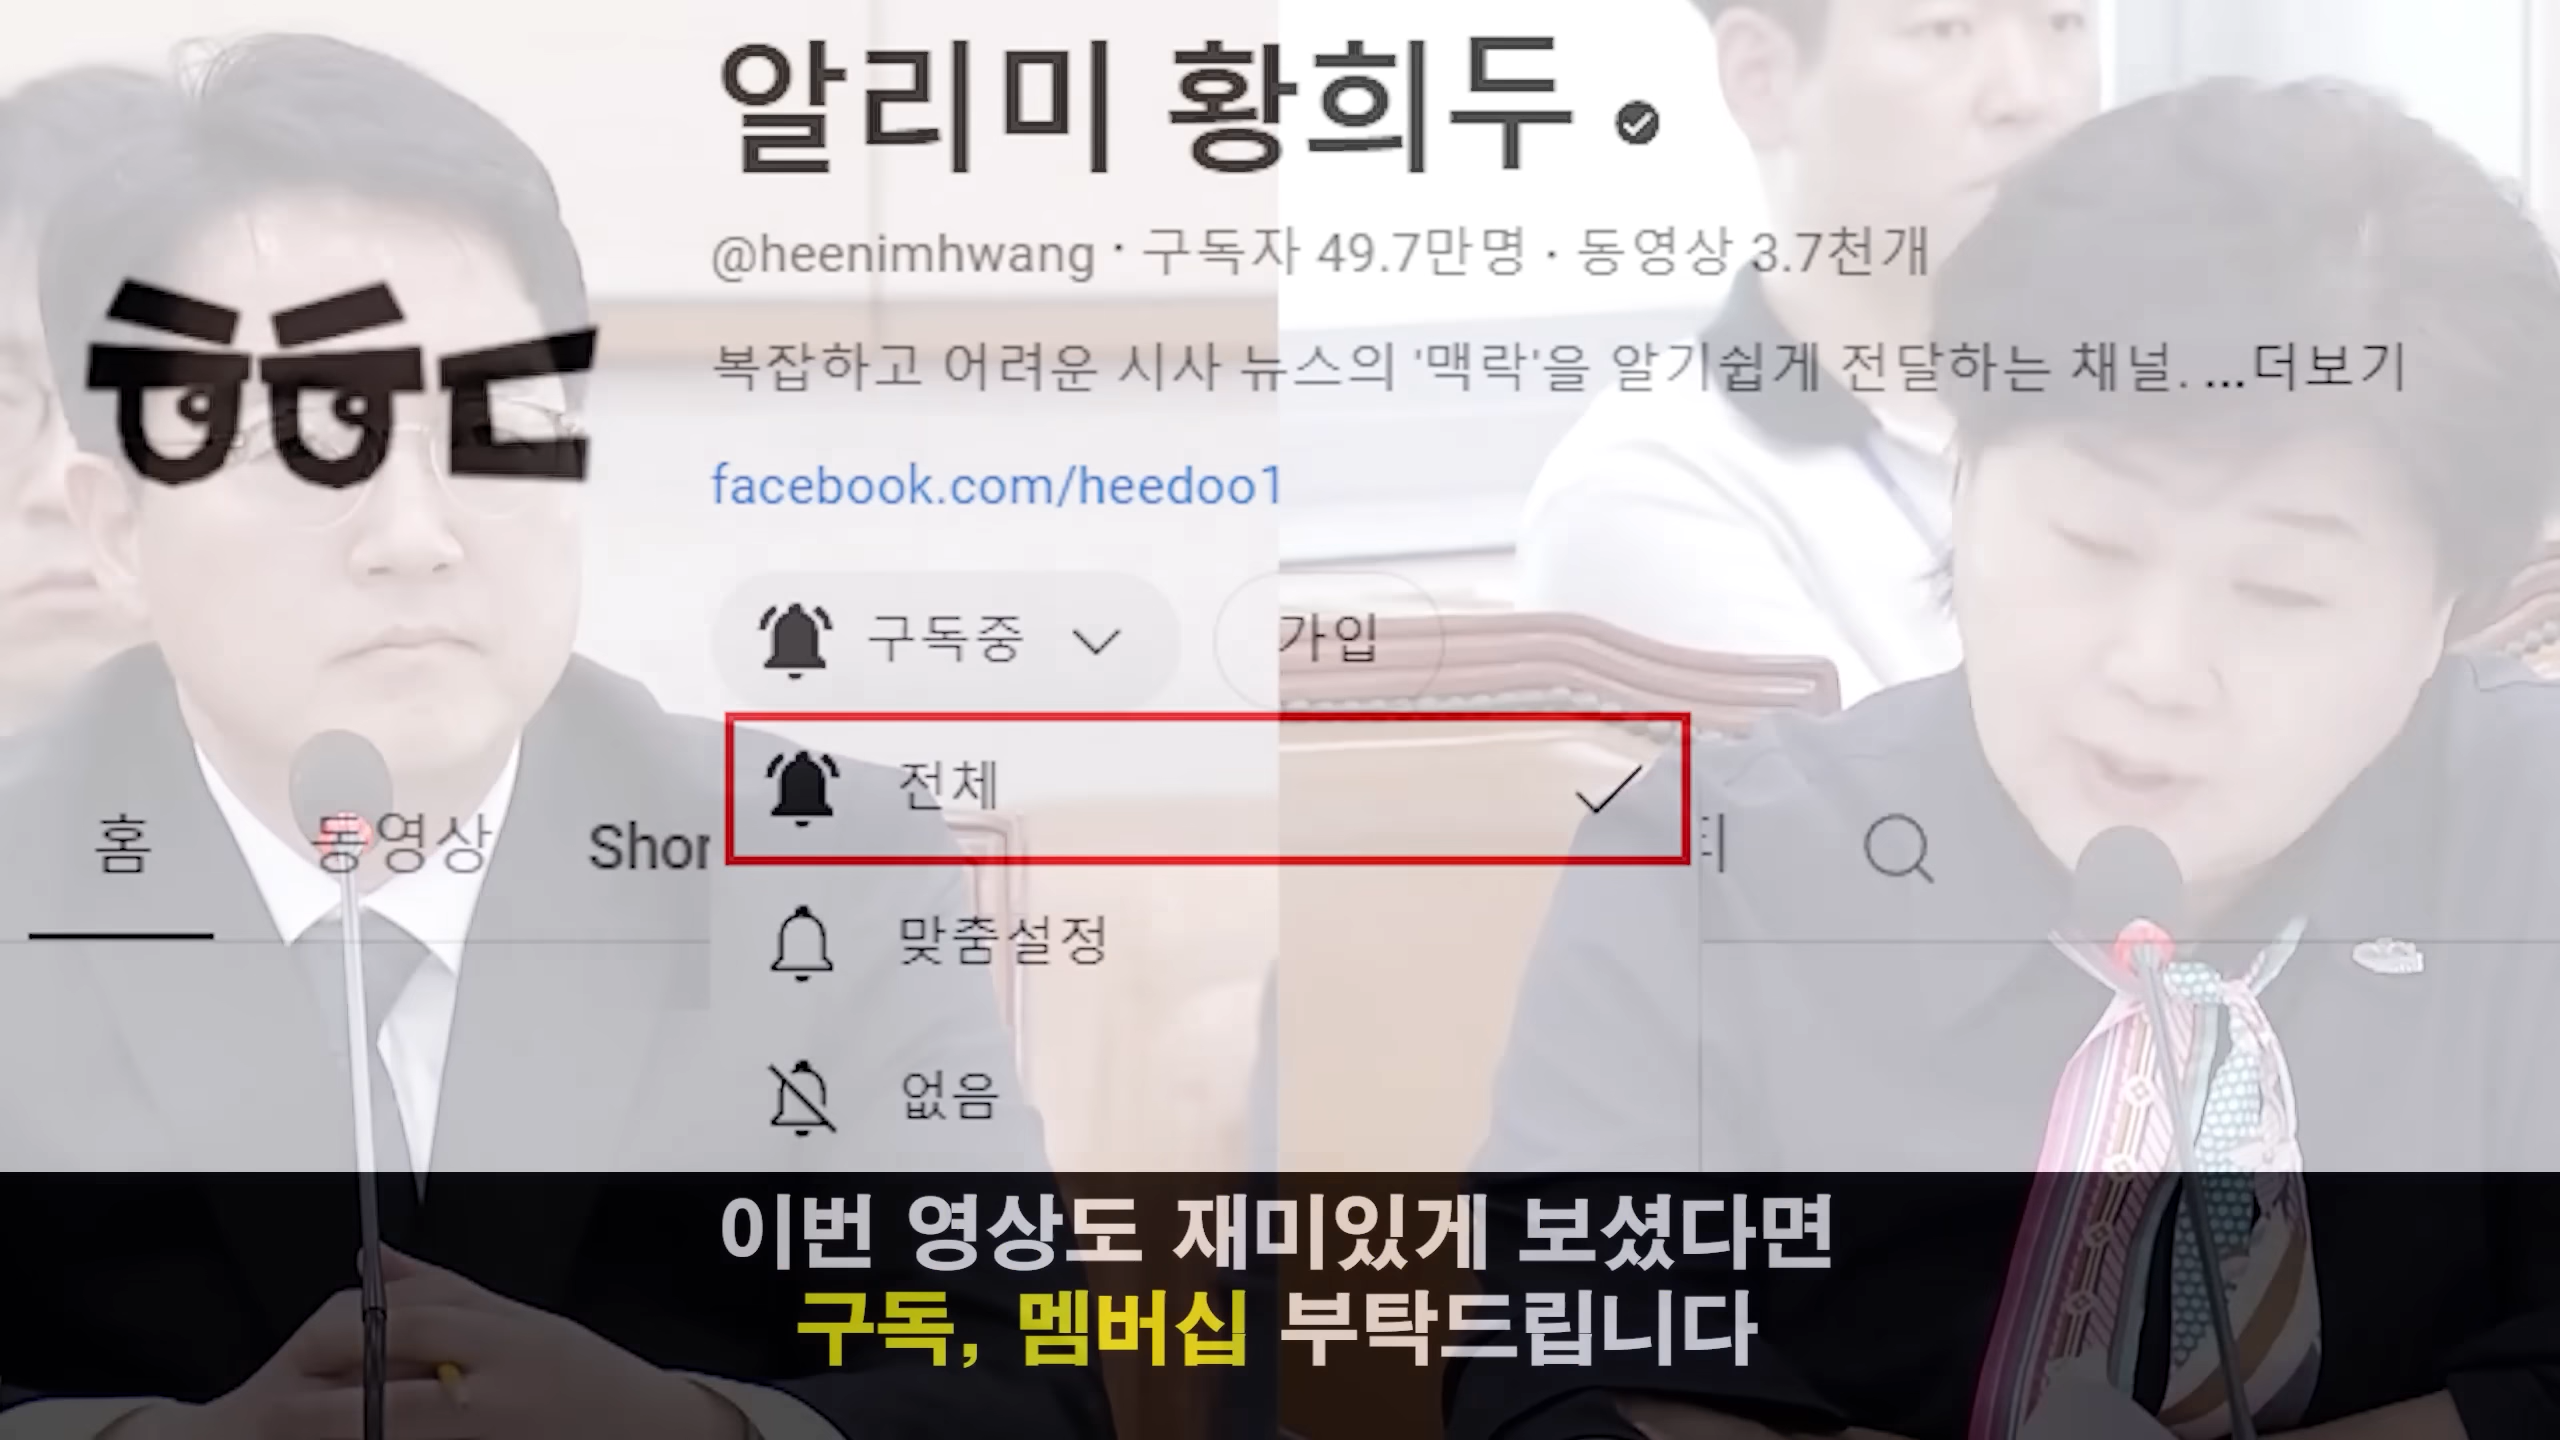 알리미 황희두
@heenimhwang · 구독자 49.7만명 · 동영상 3.7천개
복잡하고 어려운 시사 뉴스의 '맥락'을 알기쉽게 전달하는 채널. ...더보기
facebook.com/heedoo1
구독중 가입
전체
홈 동영상 Shor
맞춤설정
없음
이번 영상도 재미있게 보셨다면
구독, 멤버십 부탁드립니다